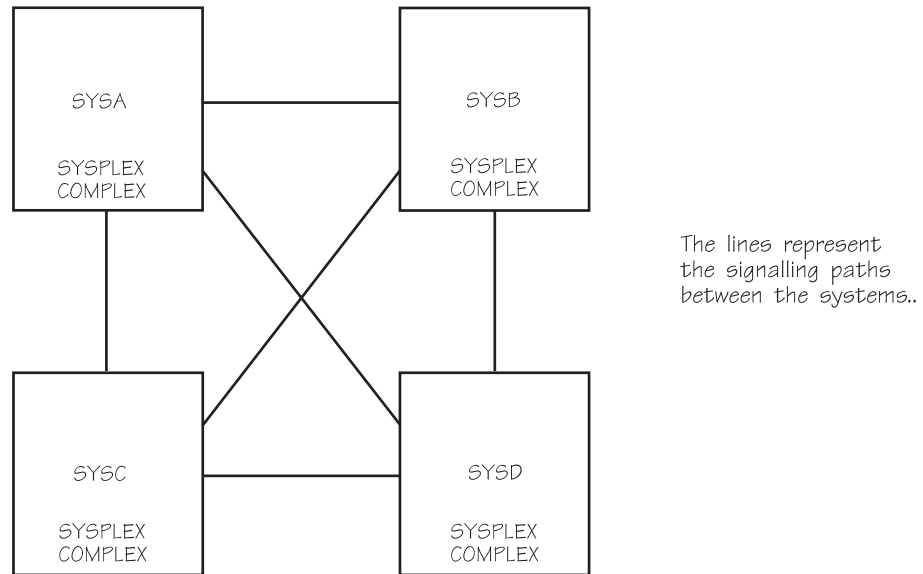 SYSA
SYSPLEX
COMPLEX
SYSB
SYSPLEX
COMPLEX
The lines represent
the signalling paths
between the systems..
SYSC
SYSPLEX
COMPLEX
SYSD
SYSPLEX
COMPLEX